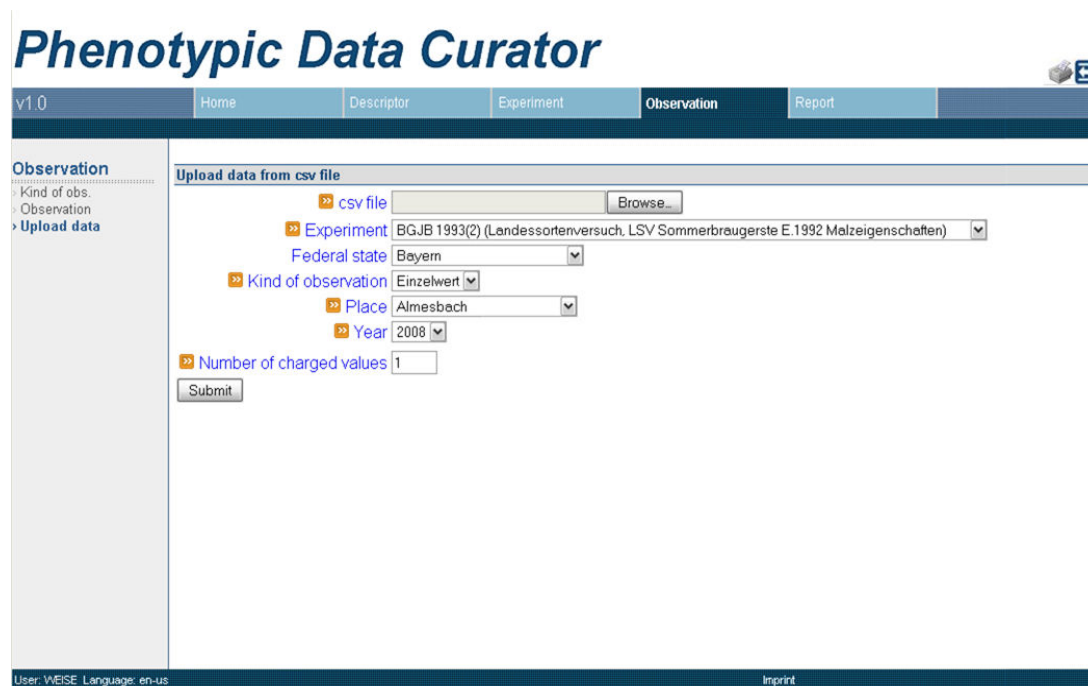 Phenotypic Data Curator
v1.0 Home Descriptor Experiment Observation Report
Observation
Kind of obs.
Observation
Upload data
Upload data from csv file
csv file Browse...
Experiment BGJB 1993(2) (Landessortenversuch, LSV Sommerbraugerste E.1992 Malzeigenschaften)
Federal state Bayern
Kind of observation Einzelwert
Place Almesbach
Year 2008
Number of charged values 1
Submit
User: WEISE Language: en-us Imprint